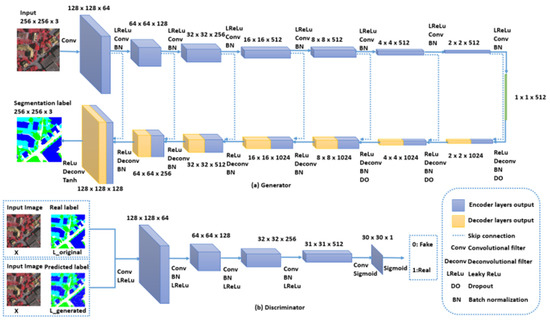 Input
256 x 256 x 3
Conv
128 x 128 x 64
LReLu
Conv
BN
64 x 64 x 128
LReLu
Conv
BN
32 x 32 x 256
LReLu
Conv
BN
16 x 16 x 512
LReLu
Conv
BN
8 x 8 x 512
LReLu
Conv
BN
4 x 4 x 512
LReLu
Conv
BN
2 x 2 x 512
LReLu
Conv
BN
1 x 1 x 512
Segmentation label
256 x 256 x 3
ReLu
Deconv
Tanh
128 x 128 x 128
ReLu
Deconv
BN
64 x 64 x 256
ReLu
Deconv
BN
32 x 32 x 512
ReLu
Deconv
BN
16 x 16 x 1024
ReLu
Deconv
BN
8 x 8 x 1024
ReLu
Deconv
BN
DO
4 x 4 x 1024
ReLu
Deconv
BN
DO
2 x 2 x 1024
ReLu
Deconv
BN
DO
(a) Generator
Input Image
Real label
X
L_original
Input Image
Predicted label
X
L_generated
Conv
LReLu
128 x 128 x 64
Conv
BN
LReLu
64 x 64 x 128
Conv
BN
LReLu
32 x 32 x 256
Conv
BN
LReLu
31 x 31 x 512
Conv
Sigmoid
30 x 30 x 1
Sigmoid
0: Fake
1:Real
(b) Discriminator
Encoder layers output
Decoder layers output
Skip connection
Conv Convolutional filter
Deconv Deconvolutional filter
LReLu Leaky ReLu
DO Dropout
BN Batch normalization